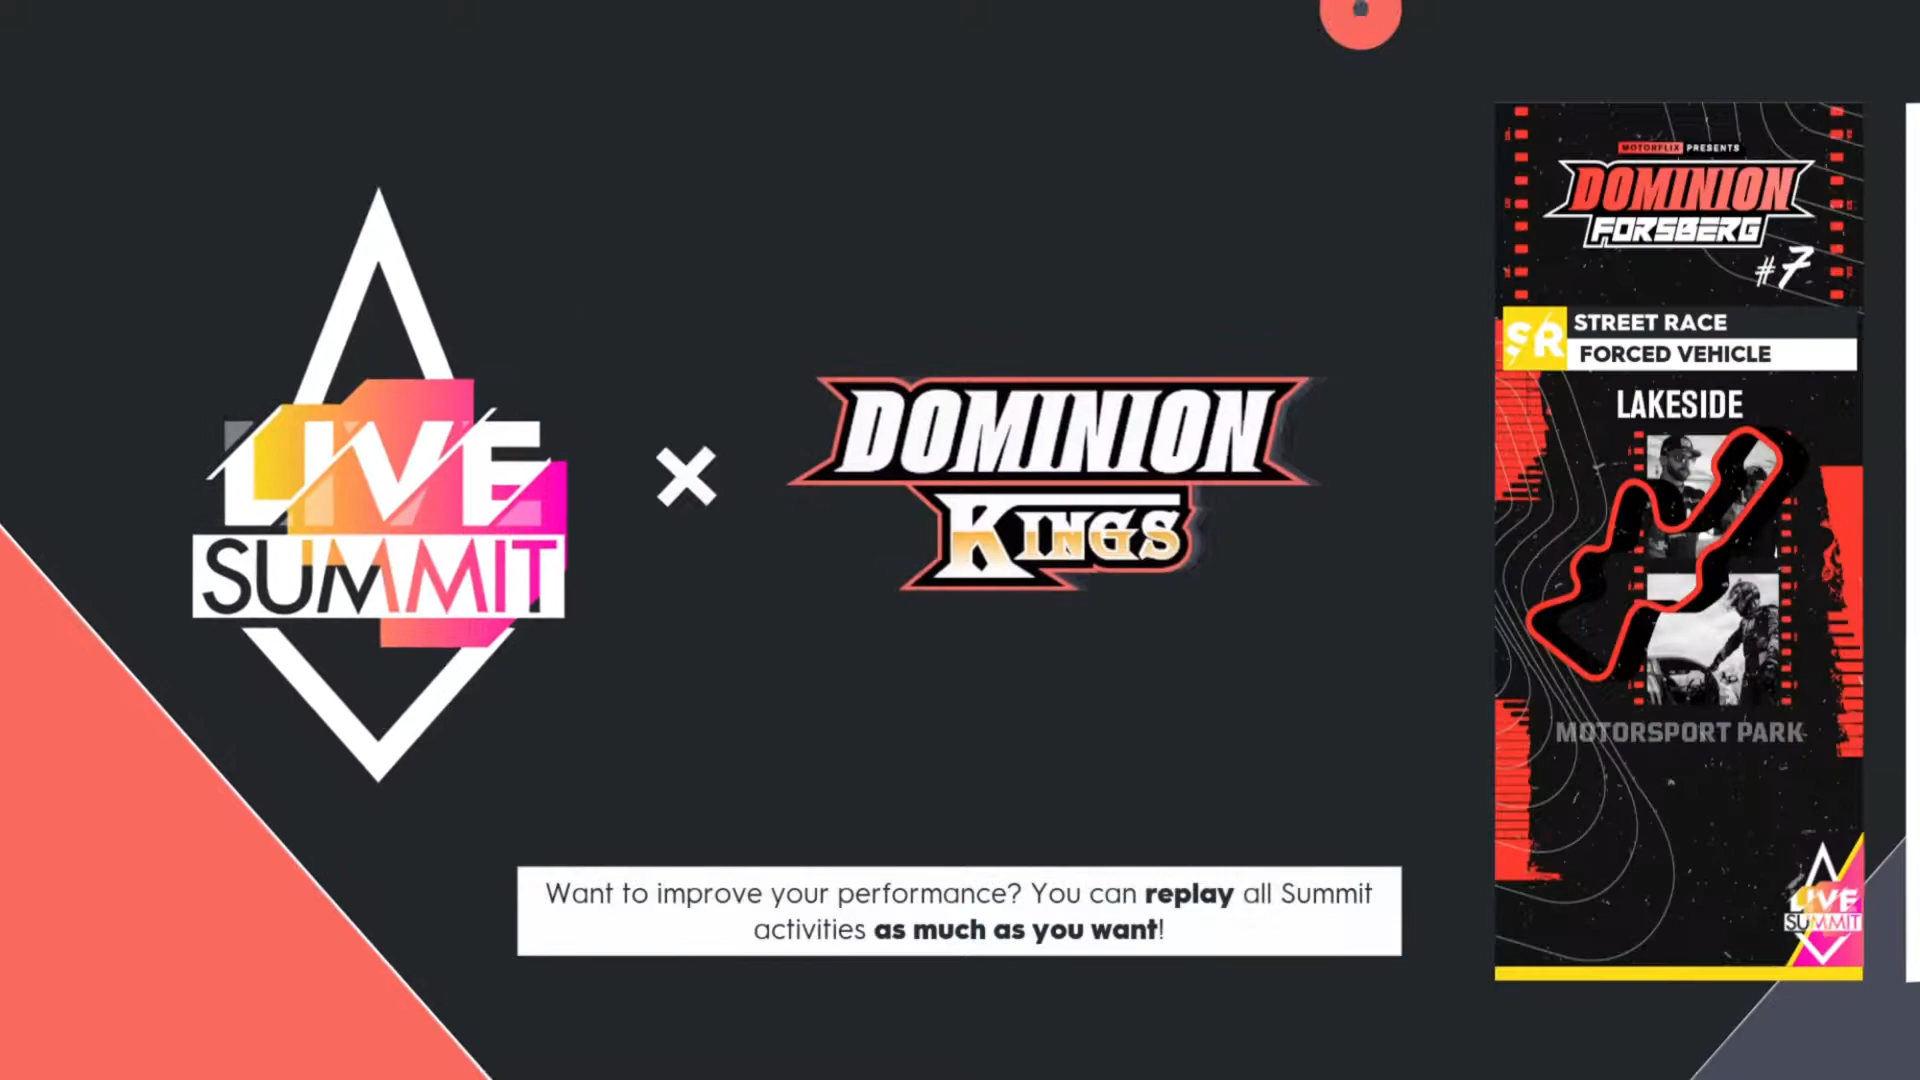 LIVE
SUMMIT
×
DOMINION
KINGS
Want to improve your performance? You can replay all Summit
activities as much as you want!
MOTORFLIX PRESENTS
DOMINION
FORSBERG
#7
SR
STREET RACE
FORCED VEHICLE
LAKESIDE
MOTORSPORT PARK
LIVE
SUMMIT